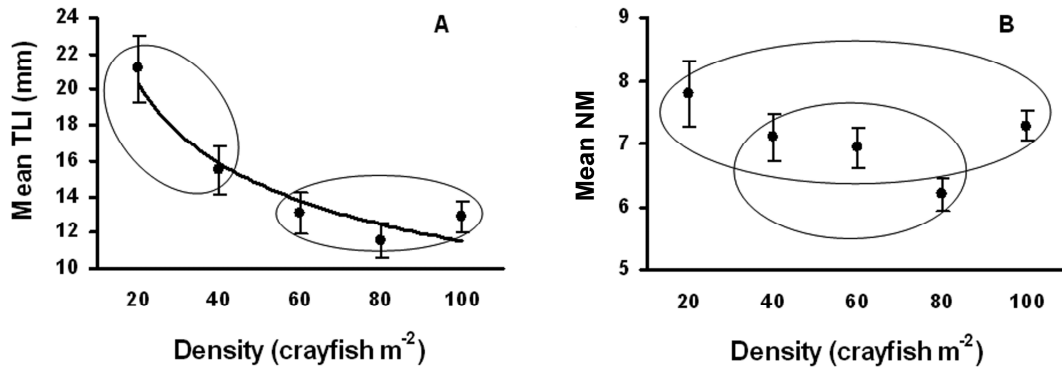 A
Mean TLI (mm)
24
22
20
18
16
14
12
10
20 40 60 80 100
Density (crayfish m⁻²)
B
Mean NM
9
8
7
6
5
20 40 60 80 100
Density (crayfish m⁻²)